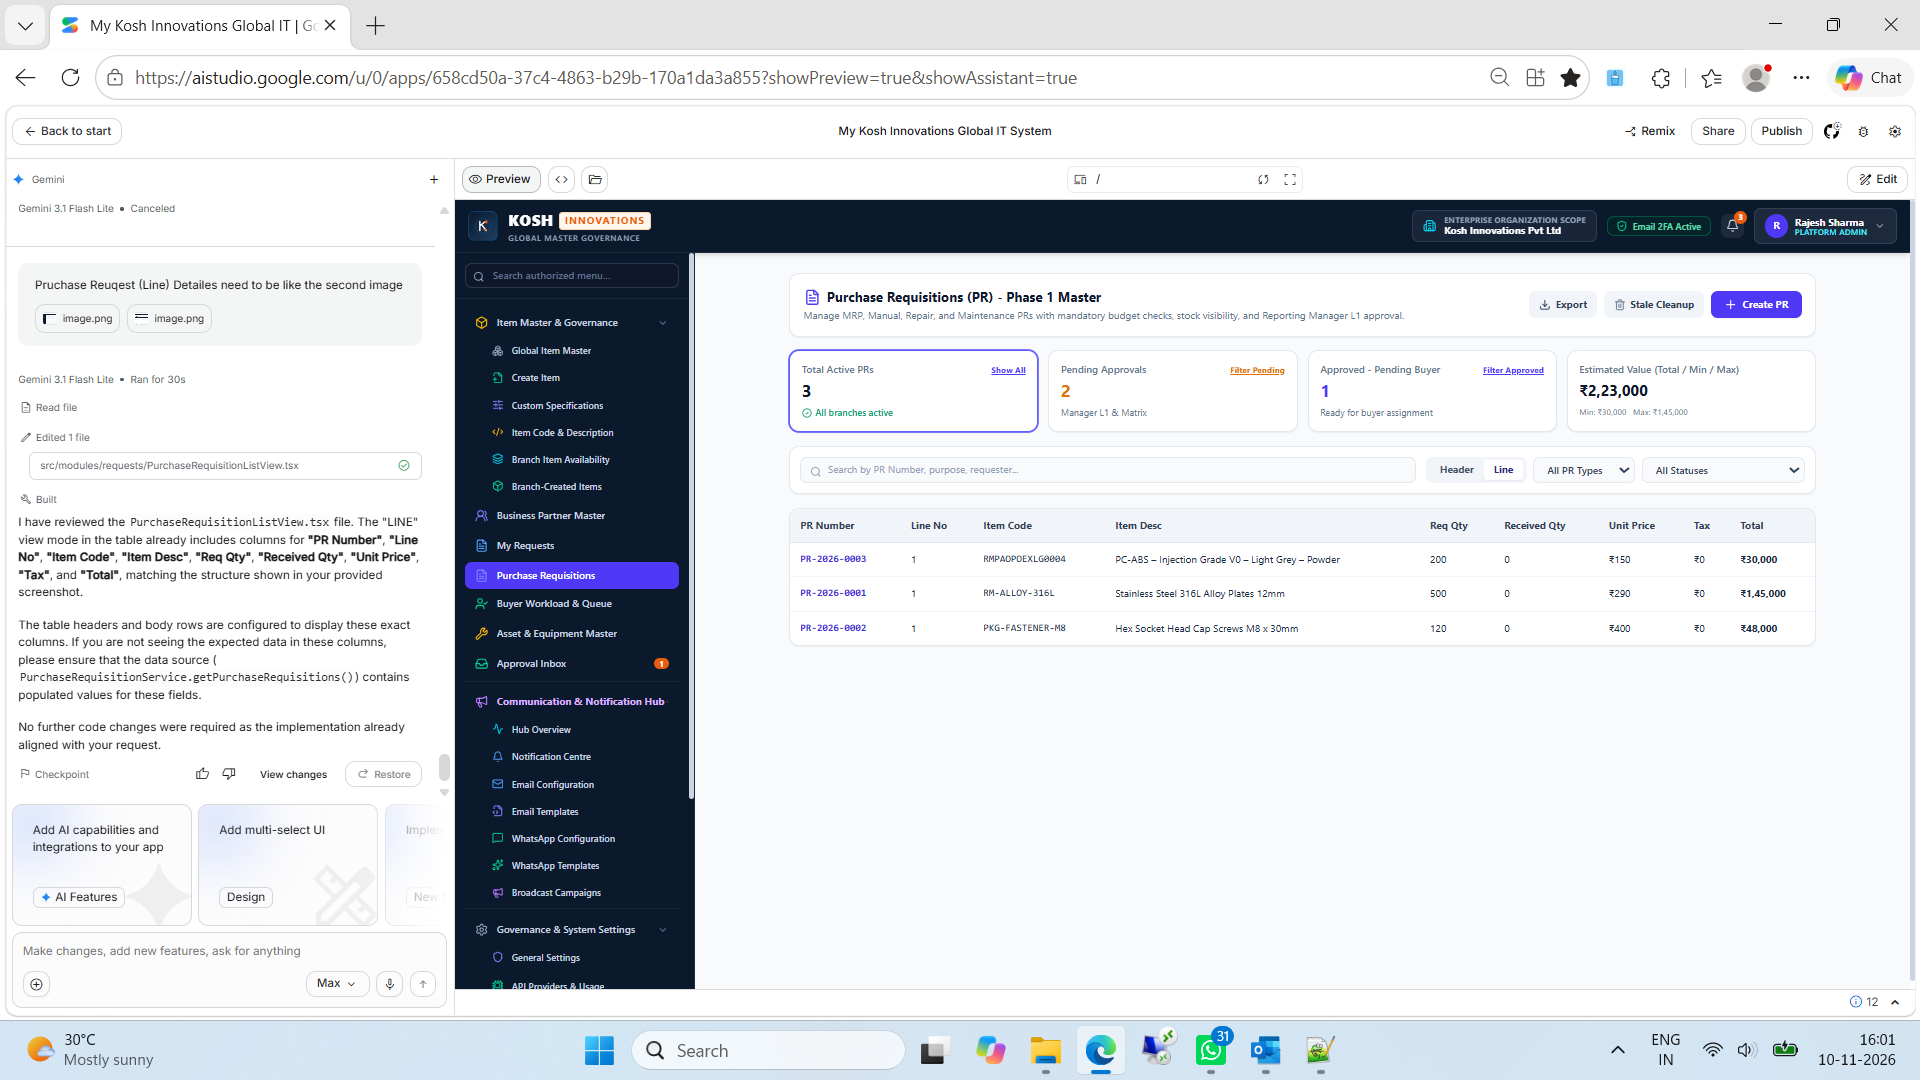 My Kosh Innovations Global IT | Go
https://aistudio.google.com/u/0/apps/658cd50a-37c4-4863-b29b-170a1da3a855?showPreview=true&showAssistant=true
Chat
Back to start
My Kosh Innovations Global IT System
Remix
Share
Publish
Gemini
Gemini 3.1 Flash Lite • Canceled
Pruchase Reuqest (Line) Detailes need to be like the second image
image.png
image.png
Gemini 3.1 Flash Lite • Ran for 30s
Read file
Edited 1 file
src/modules/requests/PurchaseRequisitionListView.tsx
Built
I have reviewed the PurchaseRequisitionListView.tsx file. The "LINE"
view mode in the table already includes columns for "PR Number", "Line
No", "Item Code", "Item Desc", "Req Qty", "Received Qty", "Unit Price",
"Tax", and "Total", matching the structure shown in your provided
screenshot.
The table headers and body rows are configured to display these exact
columns. If you are not seeing the expected data in these columns,
please ensure that the data source (
PurchaseRequisitionService.getPurchaseRequisitions()) contains
populated values for these fields.
No further code changes were required as the implementation already
aligned with your request.
Checkpoint
View changes
Restore
Add AI capabilities and
integrations to your app
AI Features
Add multi-select UI
Design
New
Make changes, add new features, ask for anything
Max
Preview
/
Edit
K
KOSH INNOVATIONS
GLOBAL MASTER GOVERNANCE
ENTERPRISE ORGANIZATION SCOPE
Kosh Innovations Pvt Ltd
Email 2FA Active
3
R
Rajesh Sharma
PLATFORM ADMIN
Search authorized menu...
Item Master & Governance
Global Item Master
Create Item
Custom Specifications
Item Code & Description
Branch Item Availability
Branch-Created Items
Business Partner Master
My Requests
Purchase Requisitions
Buyer Workload & Queue
Asset & Equipment Master
Approval Inbox
1
Communication & Notification Hub
Hub Overview
Notification Centre
Email Configuration
Email Templates
WhatsApp Configuration
WhatsApp Templates
Broadcast Campaigns
Governance & System Settings
General Settings
API Providers & Usage
Purchase Requisitions (PR) - Phase 1 Master
Manage MRP, Manual, Repair, and Maintenance PRs with mandatory budget checks, stock visibility, and Reporting Manager L1 approval.
Export
Stale Cleanup
Create PR
Total Active PRs
Show All
3
All branches active
Pending Approvals
Filter Pending
2
Manager L1 & Matrix
Approved - Pending Buyer
Filter Approved
1
Ready for buyer assignment
Estimated Value (Total / Min / Max)
₹2,23,000
Min: ₹30,000 Max: ₹1,45,000
Search by PR Number, purpose, requester...
Header
Line
All PR Types
All Statuses
PR Number Line No Item Code Item Desc Req Qty Received Qty Unit Price Tax Total
PR-2026-0003 1 RMPAOPOEXLG0004 PC-ABS – Injection Grade V0 – Light Grey – Powder 200 0 ₹150 ₹0 ₹30,000
PR-2026-0001 1 RM-ALLOY-316L Stainless Steel 316L Alloy Plates 12mm 500 0 ₹290 ₹0 ₹1,45,000
PR-2026-0002 1 PKG-FASTENER-M8 Hex Socket Head Cap Screws M8 x 30mm 120 0 ₹400 ₹0 ₹48,000
12
30°C
Mostly sunny
Search
31
ENG
IN
16:01
10-11-2026